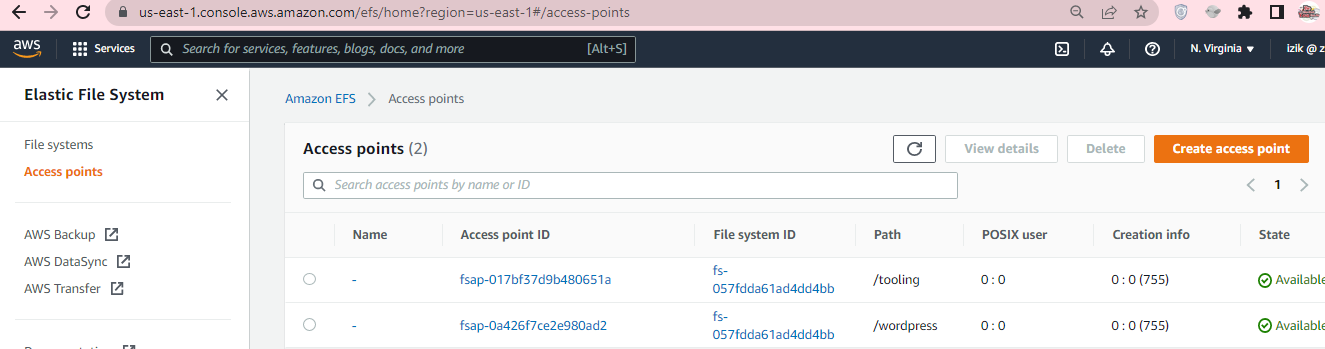 us-east-1.console.aws.amazon.com/efs/home?region=us-east-1#/access-points
aws Services Search for services, features, blogs, docs, and more [Alt+S] N. Virginia izik @ z
Elastic File System
File systems
Access points
AWS Backup
AWS DataSync
AWS Transfer
Amazon EFS Access points
Access points (2) View details Delete Create access point
Search access points by name or ID 1
Name Access point ID File system ID Path POSIX user Creation info State
- fsap-017bf37d9b480651a fs-057fdda61ad4dd4bb /tooling 0 : 0 0 : 0 (755) Available
- fsap-0a426f7ce2e980ad2 fs-057fdda61ad4dd4bb /wordpress 0 : 0 0 : 0 (755) Available